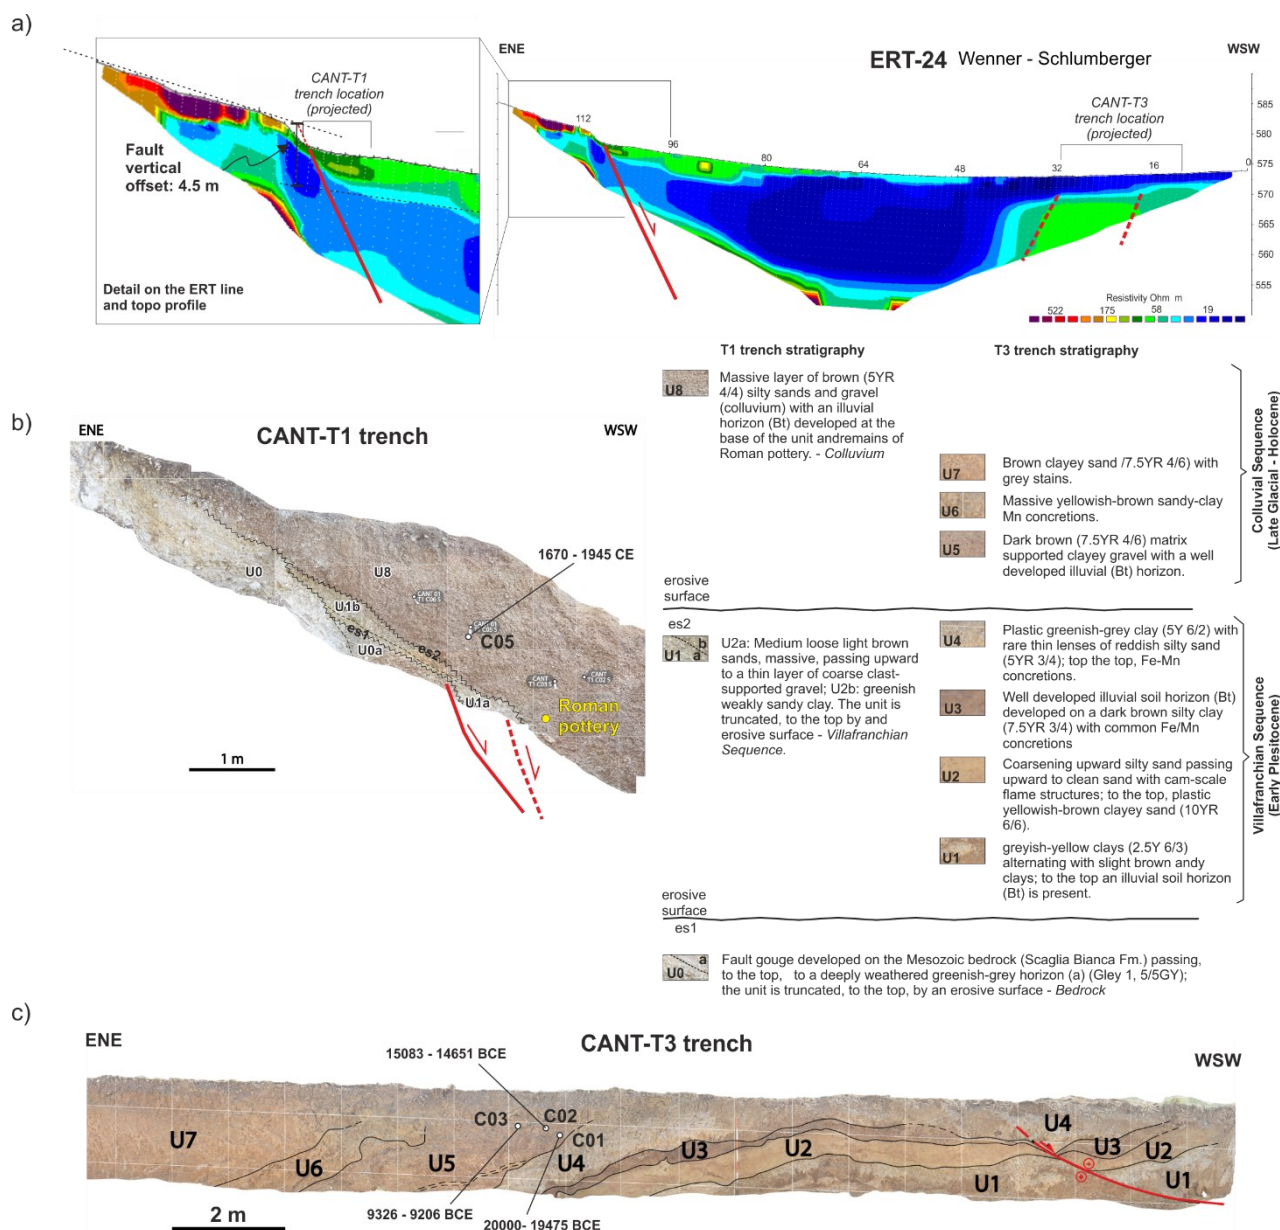 a)
ENE
ERT-24 Wenner - Schlumberger
WSW
CANT-T1
trench location
(projected)
Fault
vertical
offset: 4.5 m
Detail on the ERT line
and topo profile
CANT-T3
trench location
(projected)
112
96
80
64
48
32
16
0
585
580
575
570
565
560
555
Resistivity Ohm m
522
175
58
19
T1 trench stratigraphy
T3 trench stratigraphy
U8
Massive layer of brown (5YR
4/4) silty sands and gravel
(colluvium) with an illuvial
horizon (Bt) developed at the
base of the unit andremains of
Roman pottery. - Colluvium
U7
Brown clayey sand /7.5YR 4/6) with
grey stains.
U6
Massive yellowish-brown sandy-clay
Mn concretions.
U5
Dark brown (7.5YR 4/6) matrix
supported clayey gravel with a well
developed illuvial (Bt) horizon.
Colluvial Sequence
(Late Glacial - Holocene)
erosive
surface
es2
U1
b
a
U2a: Medium loose light brown
sands, massive, passing upward
to a thin layer of coarse clast-
supported gravel; U2b: greenish
weakly sandy clay. The unit is
truncated, to the top by and
erosive surface - Villafranchian
Sequence.
U4
Plastic greenish-grey clay (5Y 6/2) with
rare thin lenses of reddish silty sand
(5YR 3/4); top the top, Fe-Mn
concretions.
U3
Well developed illuvial soil horizon (Bt)
developed on a dark brown silty clay
(7.5YR 3/4) with common Fe/Mn
concretions
U2
Coarsening upward silty sand passing
upward to clean sand with cam-scale
flame structures; to the top, plastic
yellowish-brown clayey sand (10YR
6/6).
U1
greyish-yellow clays (2.5Y 6/3)
alternating with slight brown andy
clays; to the top an illuvial soil horizon
(Bt) is present.
Villafranchian Sequence
(Early Plesitocene)
erosive
surface
es1
U0
a
Fault gouge developed on the Mesozoic bedrock (Scaglia Bianca Fm.) passing,
to the top, to a deeply weathered greenish-grey horizon (a) (Gley 1, 5/5GY);
the unit is truncated, to the top, by an erosive surface - Bedrock
b)
ENE
CANT-T1 trench
WSW
1670 - 1945 CE
U0
U8
U1b
es1
U0a
es2
C05
U1a
Roman
pottery
1 m
c)
ENE
CANT-T3 trench
WSW
15083 - 14651 BCE
C03
C02
C01
U7
U6
U5
U4
U3
U2
U1
U4
U3
U2
U1
9326 - 9206 BCE
20000- 19475 BCE
2 m